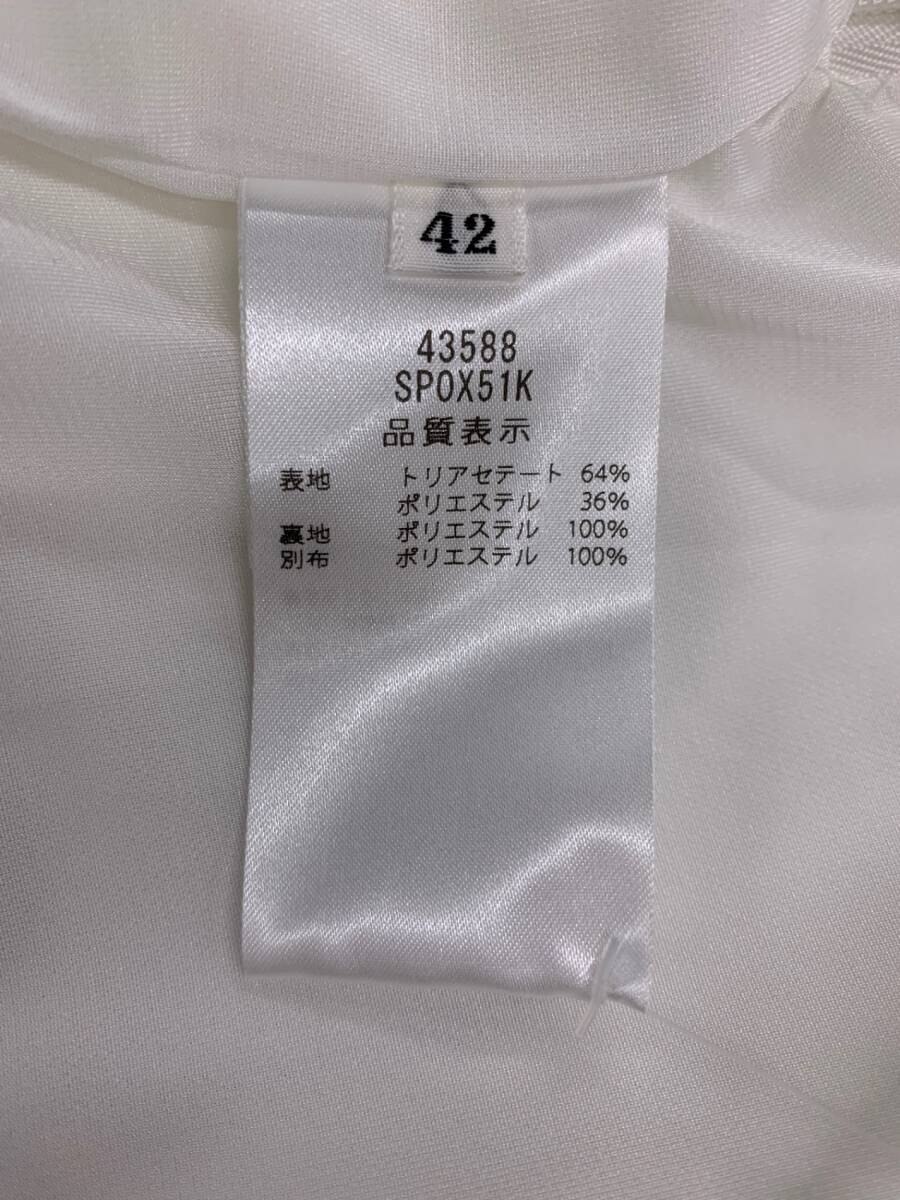 42
43588
SPOX51K
品質表示
表地 トリアセテート 64%
ポリエステル 36%
裏地 ポリエステル 100%
別布 ポリエステル 100%